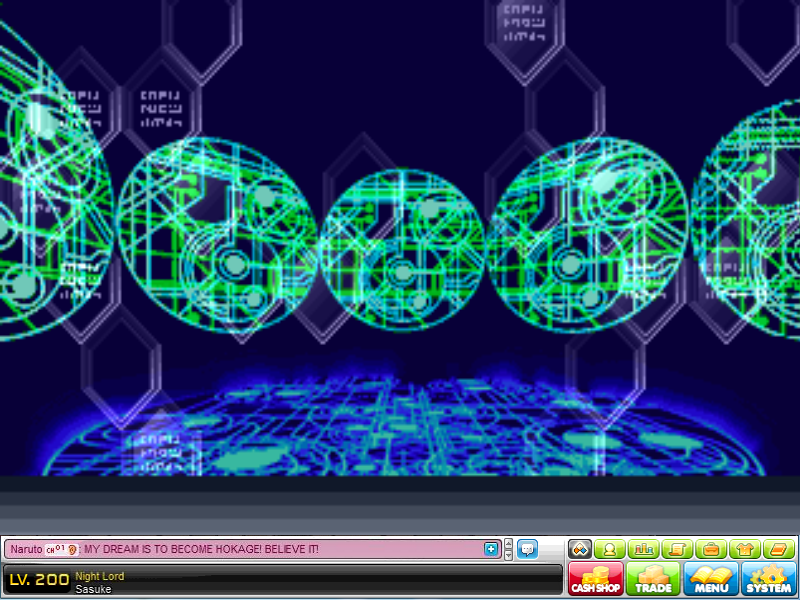 Naruto CH 01 : MY DREAM IS TO BECOME HOKAGE! BELIEVE IT!
LV. 200 Night Lord
Sasuke
CASH SHOP TRADE MENU SYSTEM